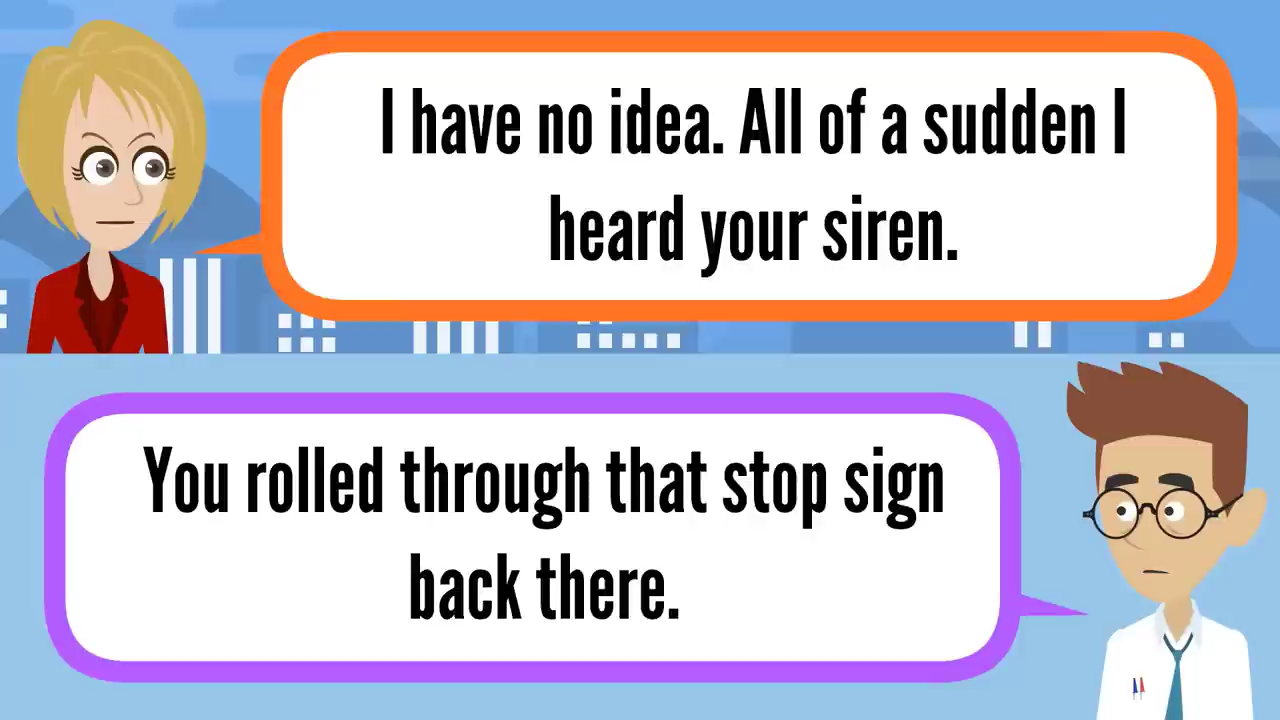 I have no idea. All of a sudden I
heard your siren.
You rolled through that stop sign
back there.